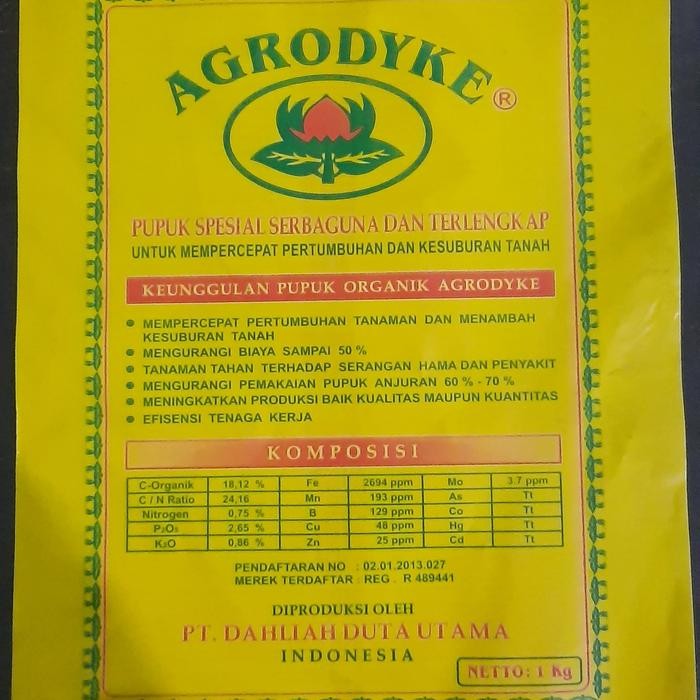 AGRODYKE ®
PUPUK SPESIAL SERBAGUNA DAN TERLENGKAP
UNTUK MEMPERCEPAT PERTUMBUHAN DAN KESUBURAN TANAH
KEUNGGULAN PUPUK ORGANIK AGRODYKE
• MEMPERCEPAT PERTUMBUHAN TANAMAN DAN MENAMBAH
KESUBURAN TANAH
• MENGURANGI BIAYA SAMPAI 50 %
• TANAMAN TAHAN TERHADAP SERANGAN HAMA DAN PENYAKIT
• MENGURANGI PEMAKAIAN PUPUK ANJURAN 60 % - 70 %
• MENINGKATKAN PRODUKSI BAIK KUALITAS MAUPUN KUANTITAS
• EFISENSI TENAGA KERJA
KOMPOSISI
C-Organik 18,12 % Fe 2694 ppm Mo 3.7 ppm
C / N Ratio 24,16 Mn 193 ppm As Tt
Nitrogen 0,75 % B 129 ppm Co Tt
P₂O₅ 2,65 % Cu 48 ppm Hg Tt
K₂O 0,86 % Zn 25 ppm Cd Tt
PENDAFTARAN NO : 02.01.2013.027
MEREK TERDAFTAR : REG . R 489441
DIPRODUKSI OLEH
PT. DAHLIAH DUTA UTAMA
INDONESIA
NETTO: 1 Kg